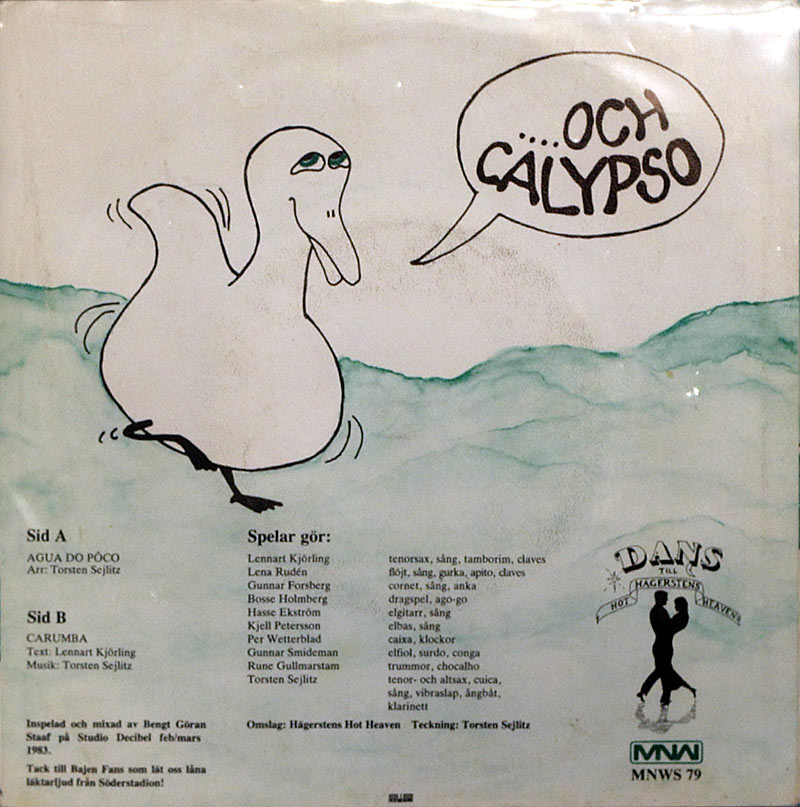 ....OCH
CALYPSO
Sid A
AGUA DO PÔCO
Arr: Torsten Sejlitz
Sid B
CARUMBA
Text: Lennart Kjörling
Musik: Torsten Sejlitz
Inspelad och mixad av Bengt Göran
Staaf på Studio Decibel feb/mars
1983.
Tack till Bajen Fans som lät oss låna
läktarljud från Söderstadion!
Spelar gör:
Lennart Kjörling tenorsax, sång, tamborim, claves
Lena Rudén flöjt, sång, gurka, apito, claves
Gunnar Forsberg cornet, sång, anka
Bosse Holmberg dragspel, ago-go
Hasse Ekström elgitarr, sång
Kjell Petersson elbas, sång
Per Wetterblad caixa, klockor
Gunnar Smideman elfiol, surdo, conga
Rune Gullmarstam trummor, chocalho
Torsten Sejlitz tenor- och altsax, cuica,
sång, vibraslap, ångbåt,
klarinett
Omslag: Hägerstens Hot Heaven Teckning: Torsten Sejlitz
DANS
TILL
HÄGERSTENS
HOT HEAVEN
MNW
MNWS 79